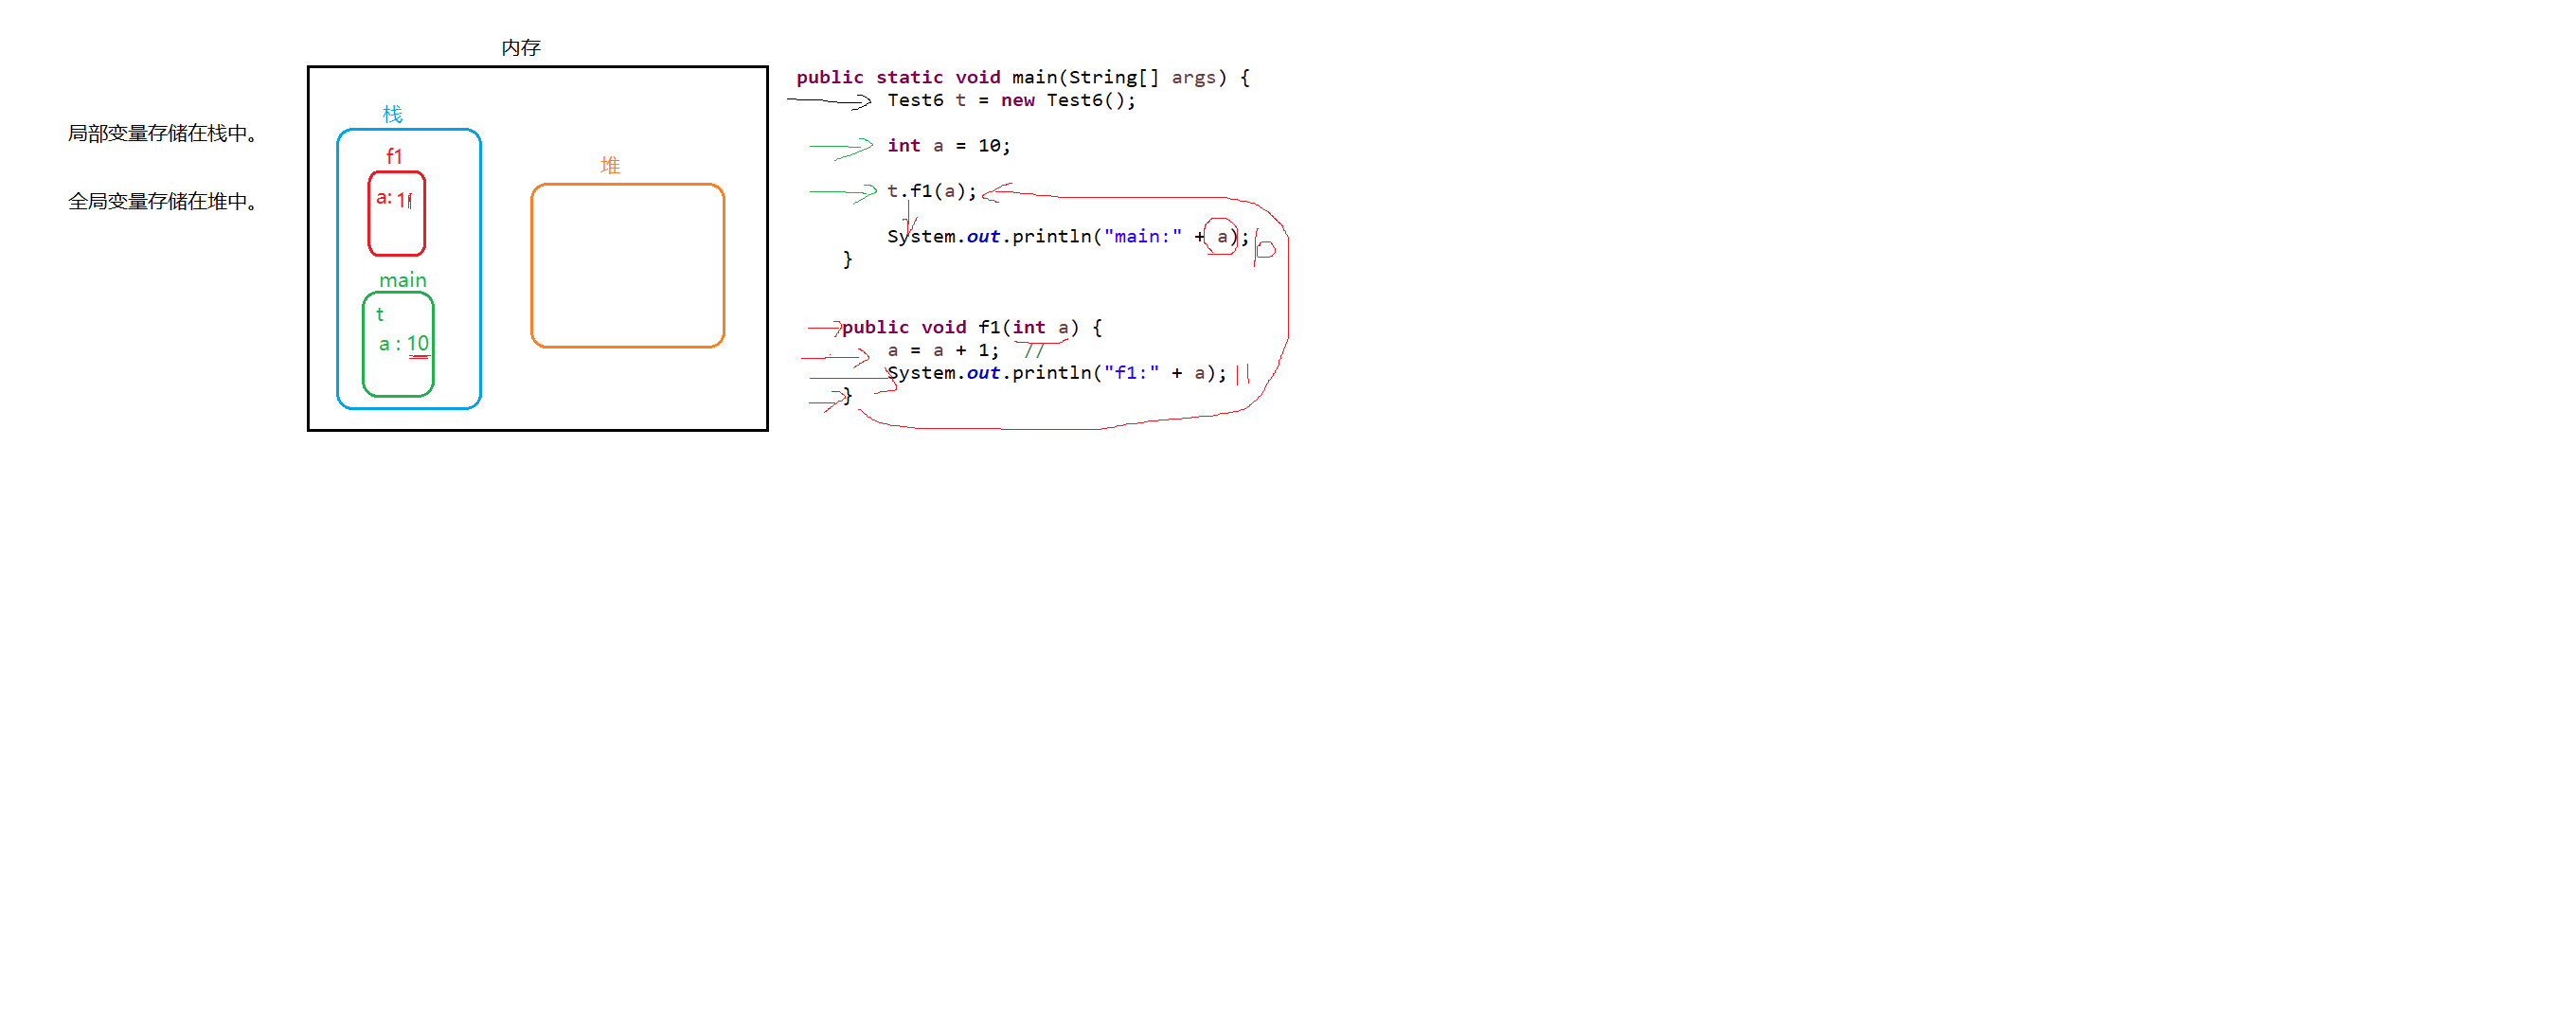 内存
局部变量存储在栈中。
全局变量存储在堆中。
栈
f1
a: 11
main
t
a : 10
堆
public static void main(String[] args) {
Test6 t = new Test6();
int a = 10;
t.f1(a);
System.out.println("main:" + a); 10
}
public void f1(int a) {
a = a + 1; //
System.out.println("f1:" + a); 11
}